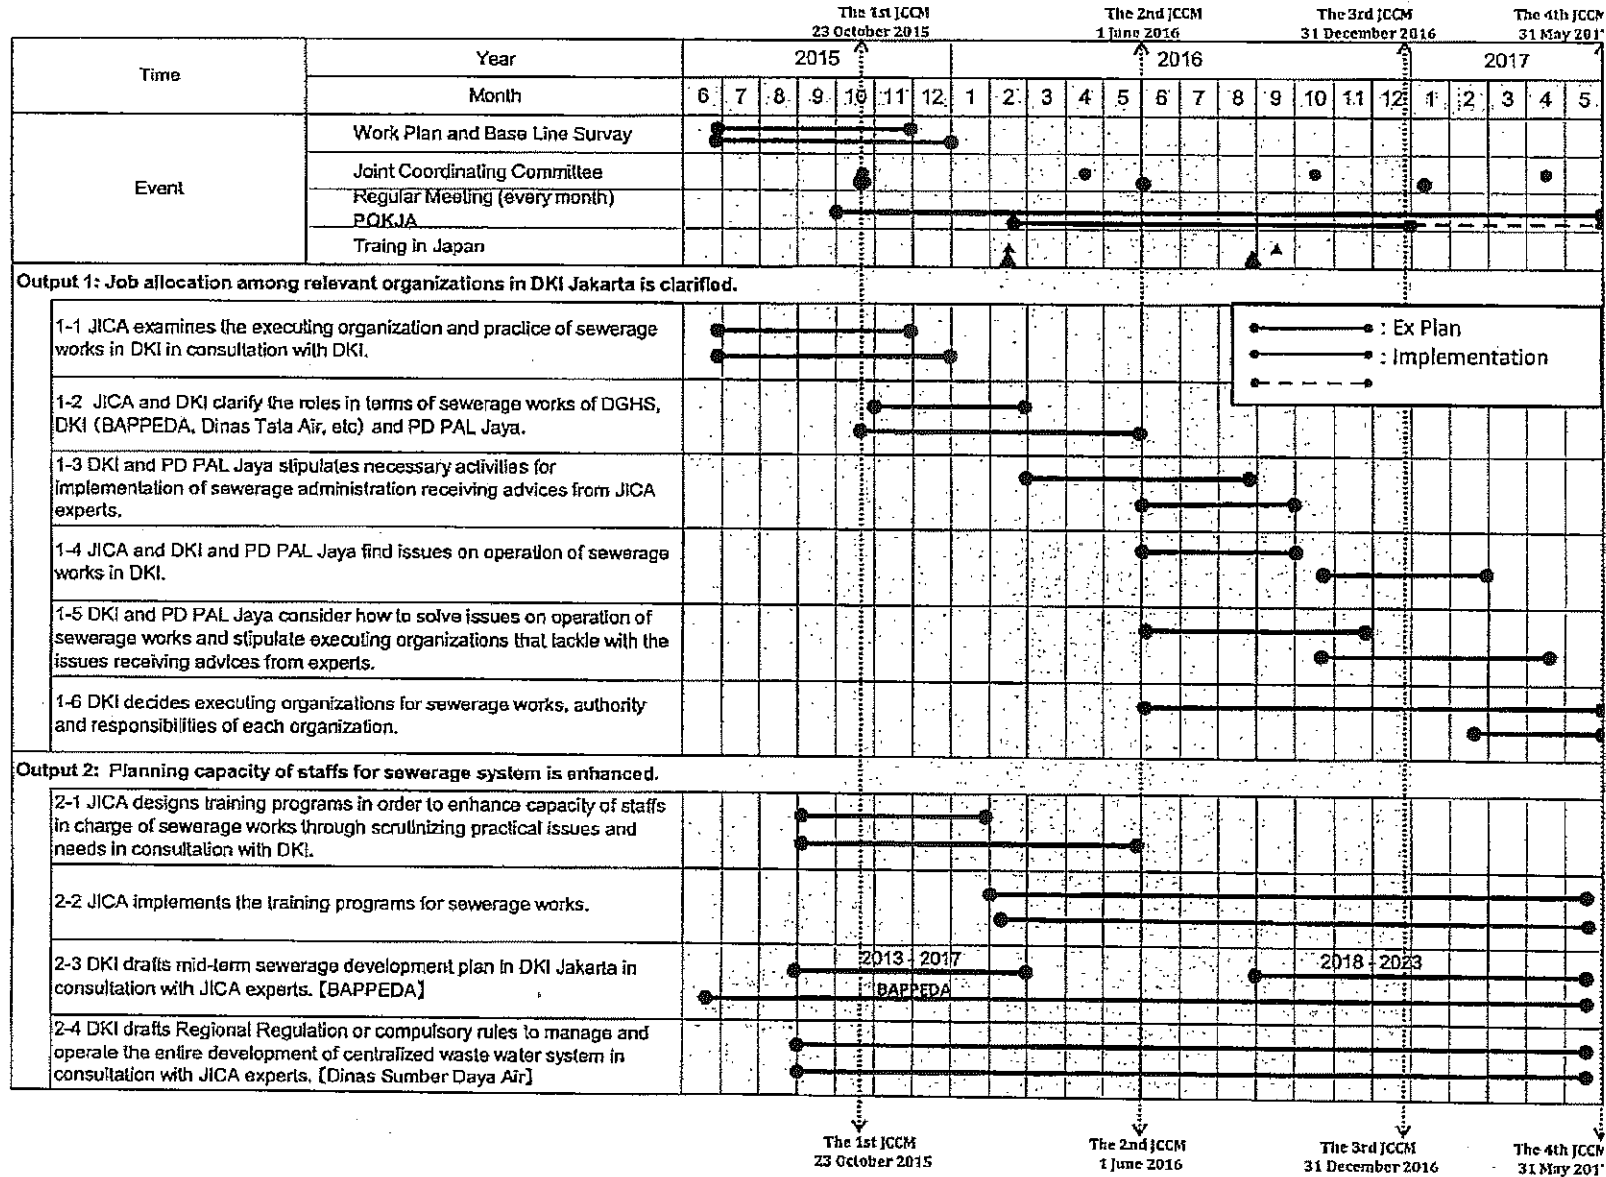 The 1st JCCM
23 October 2015
The 2nd JCCM
1 June 2016
The 3rd JCCM
31 December 2016
The 4th JCCM
31 May 201
Time
Year
2015
2016
2017
Month
6 7 8 9 10 11 12 1 2 3 4 5 6 7 8 9 10 11 12 1 2 3 4 5
Event
Work Plan and Base Line Survay
Joint Coordinating Committee
Regular Meeting (every month)
POKJA
Traing in Japan
Output 1: Job allocation among relevant organizations in DKI Jakarta is clarified.
: Ex Plan
: Implementation
1-1 JICA examines the executing organization and practice of sewerage
works in DKI in consultation with DKI.
1-2 JICA and DKI clarify the roles in terms of sewerage works of DGHS,
DKI (BAPPEDA, Dinas Tata Air, etc) and PD PAL Jaya.
1-3 DKI and PD PAL Jaya stipulates necessary activities for
implementation of sewerage administration receiving advices from JICA
experts.
1-4 JICA and DKI and PD PAL Jaya find issues on operation of sewerage
works in DKI.
1-5 DKI and PD PAL Jaya consider how to solve issues on operation of
sewerage works and stipulate executing organizations that tackle with the
issues receiving advices from experts.
1-6 DKI decides executing organizations for sewerage works, authority
and responsibilities of each organization.
Output 2: Planning capacity of staffs for sewerage system is enhanced.
2-1 JICA designs training programs in order to enhance capacity of staffs
in charge of sewerage works through scrutinizing practical issues and
needs in consultation with DKI.
2-2 JICA implements the training programs for sewerage works.
2-3 DKI drafts mid-term sewerage development plan in DKI Jakarta in
consultation with JICA experts. 【BAPPEDA】
2013 - 2017
BAPPEDA
2018 - 2023
2-4 DKI drafts Regional Regulation or compulsory rules to manage and
operate the entire development of centralized waste water system in
consultation with JICA experts. 【Dinas Sumber Daya Air】
The 1st JCCM
23 October 2015
The 2nd JCCM
1 June 2016
The 3rd JCCM
31 December 2016
The 4th JCCM
31 May 201